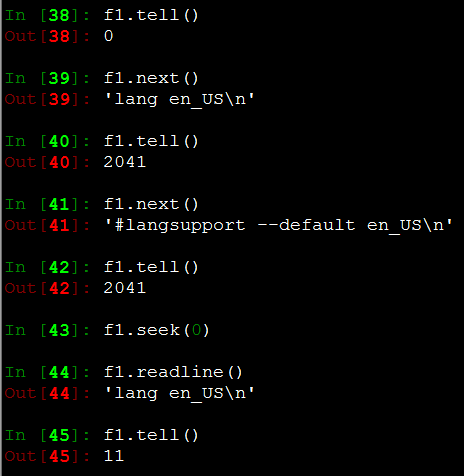 In [38]: f1.tell()
Out[38]: 0
In [39]: f1.next()
Out[39]: 'lang en_US\n'
In [40]: f1.tell()
Out[40]: 2041
In [41]: f1.next()
Out[41]: '#langsupport --default en_US\n'
In [42]: f1.tell()
Out[42]: 2041
In [43]: f1.seek(0)
In [44]: f1.readline()
Out[44]: 'lang en_US\n'
In [45]: f1.tell()
Out[45]: 11